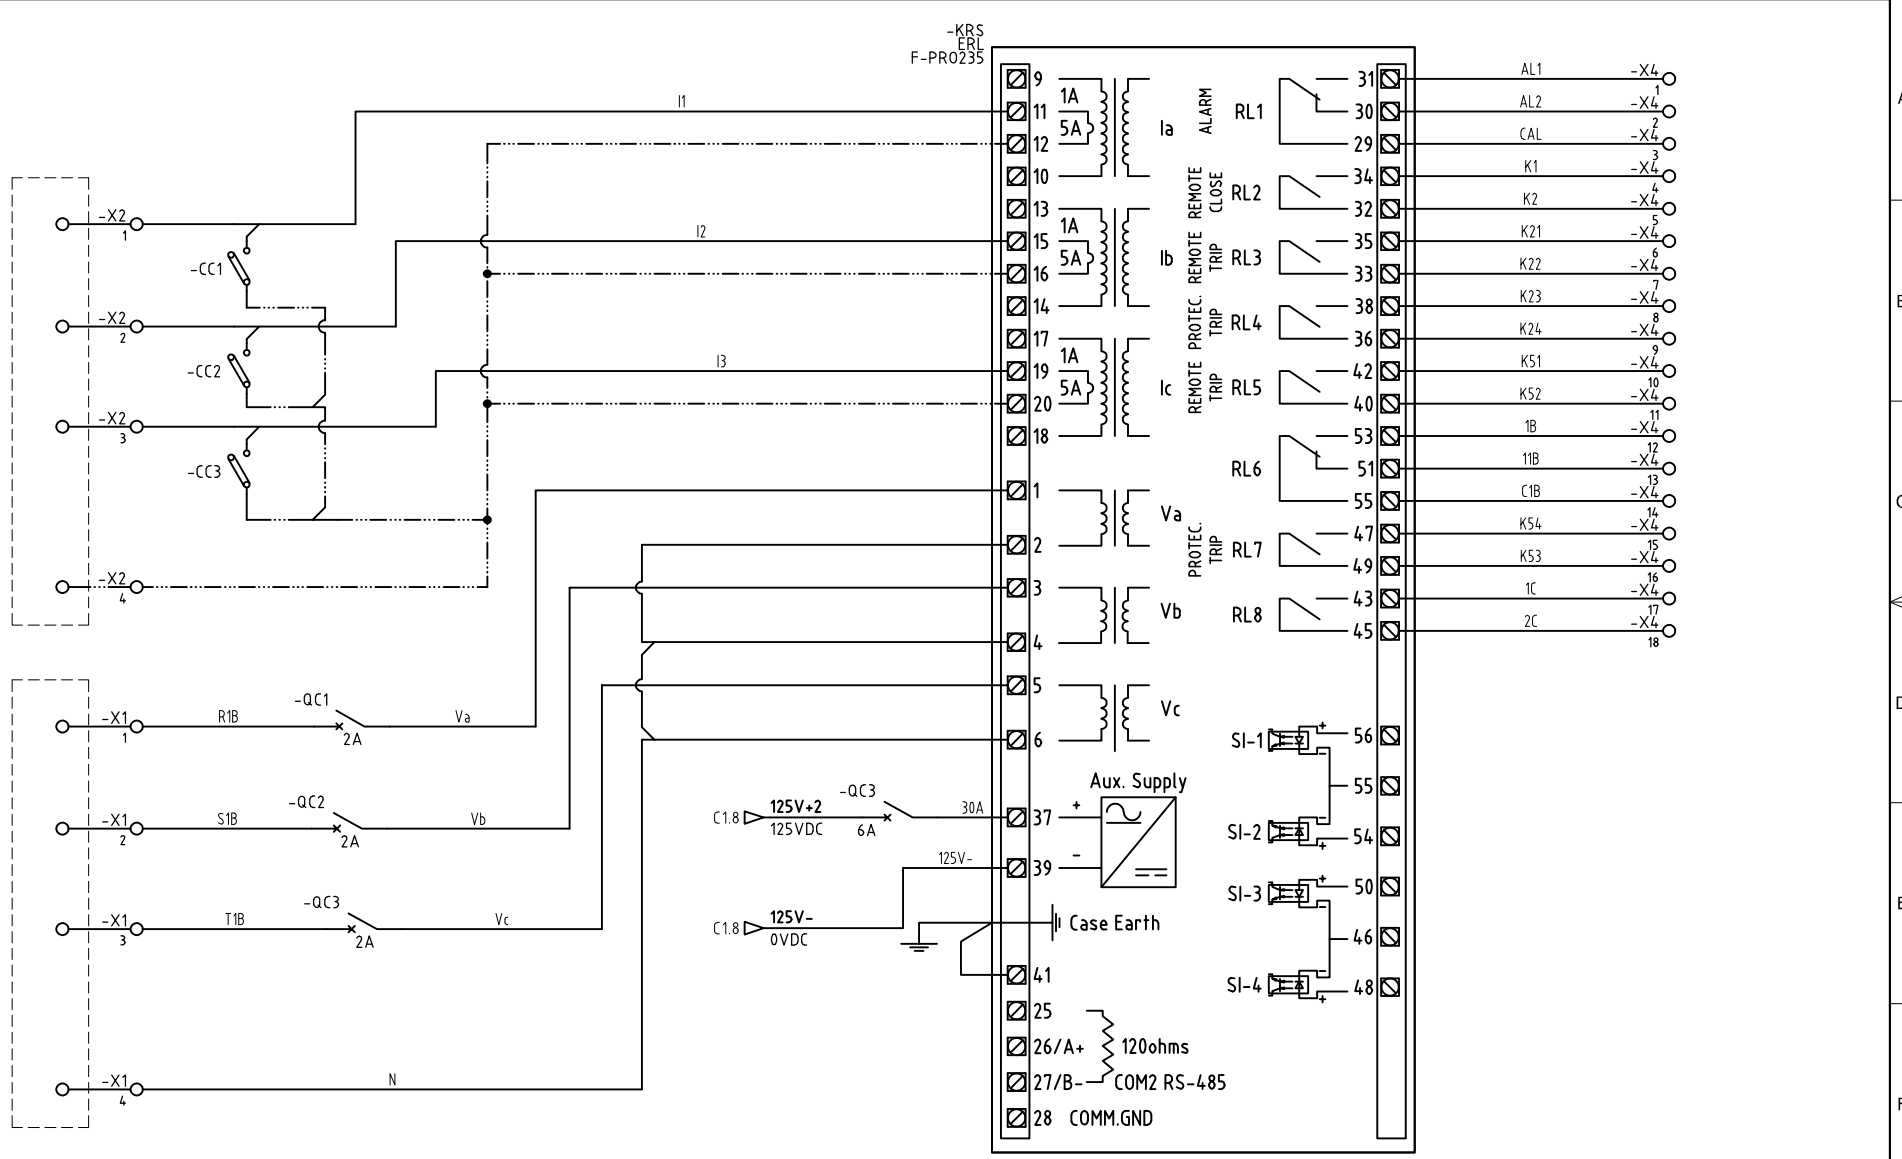 -KRS
ERL
F-PRO235
-X2
1
-X2
2
-X2
3
-X2
4
-CC1
-CC2
-CC3
I1
I2
I3
-X1
1
R1B
-QC1
2A
Va
-X1
2
S1B
-QC2
2A
Vb
-X1
3
T1B
-QC3
2A
Vc
-X1
4
N
C1.8
125V+2
125VDC
-QC3
6A
30A
C1.8
125V-
0VDC
125V-
9
11
12
10
1A
5A
Ia
13
15
16
14
1A
5A
Ib
17
19
20
18
1A
5A
Ic
1
2
Va
3
4
Vb
5
6
Vc
Aux. Supply
37
+
39
-
Case Earth
41
25
26/A+
120ohms
27/B-
COM2 RS-485
28
COMM.GND
ALARM
RL1
REMOTE
CLOSE
RL2
REMOTE
TRIP
RL3
PROTEC.
TRIP
RL4
REMOTE
TRIP
RL5
RL6
PROTEC.
TRIP
RL7
RL8
31
AL1
-X4
1
30
AL2
-X4
2
29
CAL
-X4
3
34
K1
-X4
4
32
K2
-X4
5
35
K21
-X4
6
33
K22
-X4
7
38
K23
-X4
8
36
K24
-X4
9
42
K51
-X4
10
40
K52
-X4
11
53
1B
-X4
12
51
11B
-X4
13
55
C1B
-X4
14
47
K54
-X4
15
49
K53
-X4
16
43
1C
-X4
17
45
2C
-X4
18
SI-1
+
-
56
55
SI-2
-
+
54
SI-3
+
-
50
46
SI-4
-
+
48